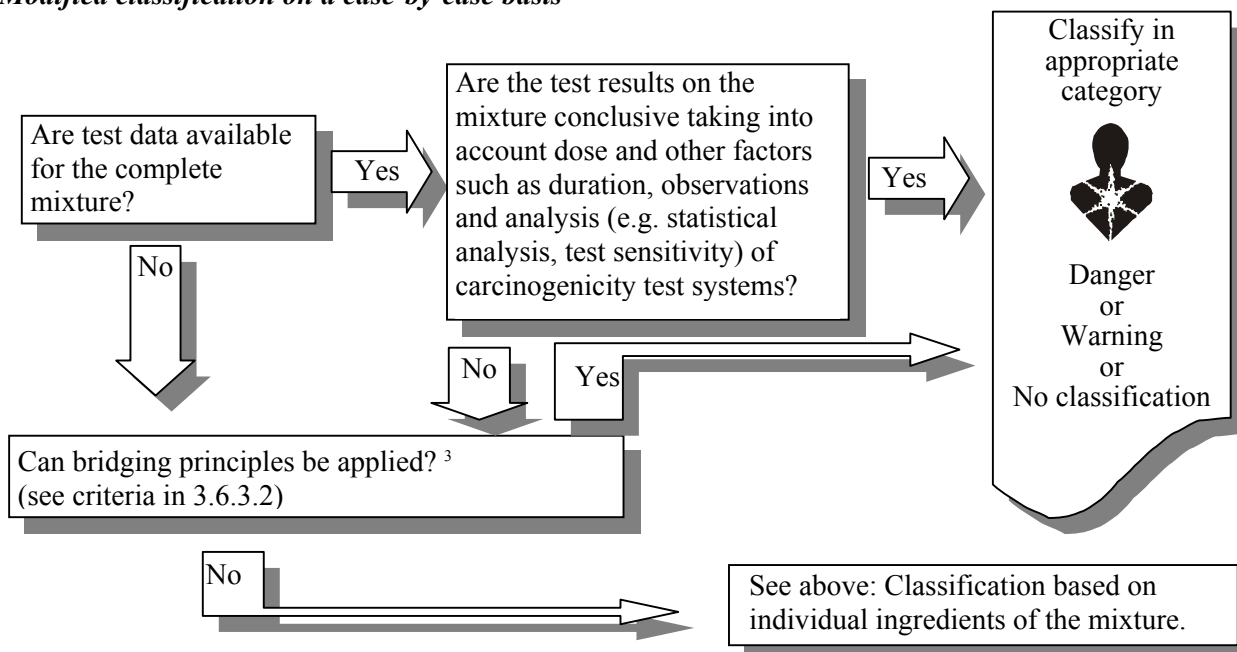 Modified classification on a case-by-case basis
Are test data available
for the complete
mixture?
Yes
Are the test results on the
mixture conclusive taking into
account dose and other factors
such as duration, observations
and analysis (e.g. statistical
analysis, test sensitivity) of
carcinogenicity test systems?
Yes
Classify in
appropriate
category
Danger
or
Warning
or
No classification
No
No
Yes
Can bridging principles be applied? ³
(see criteria in 3.6.3.2)
No
See above: Classification based on
individual ingredients of the mixture.